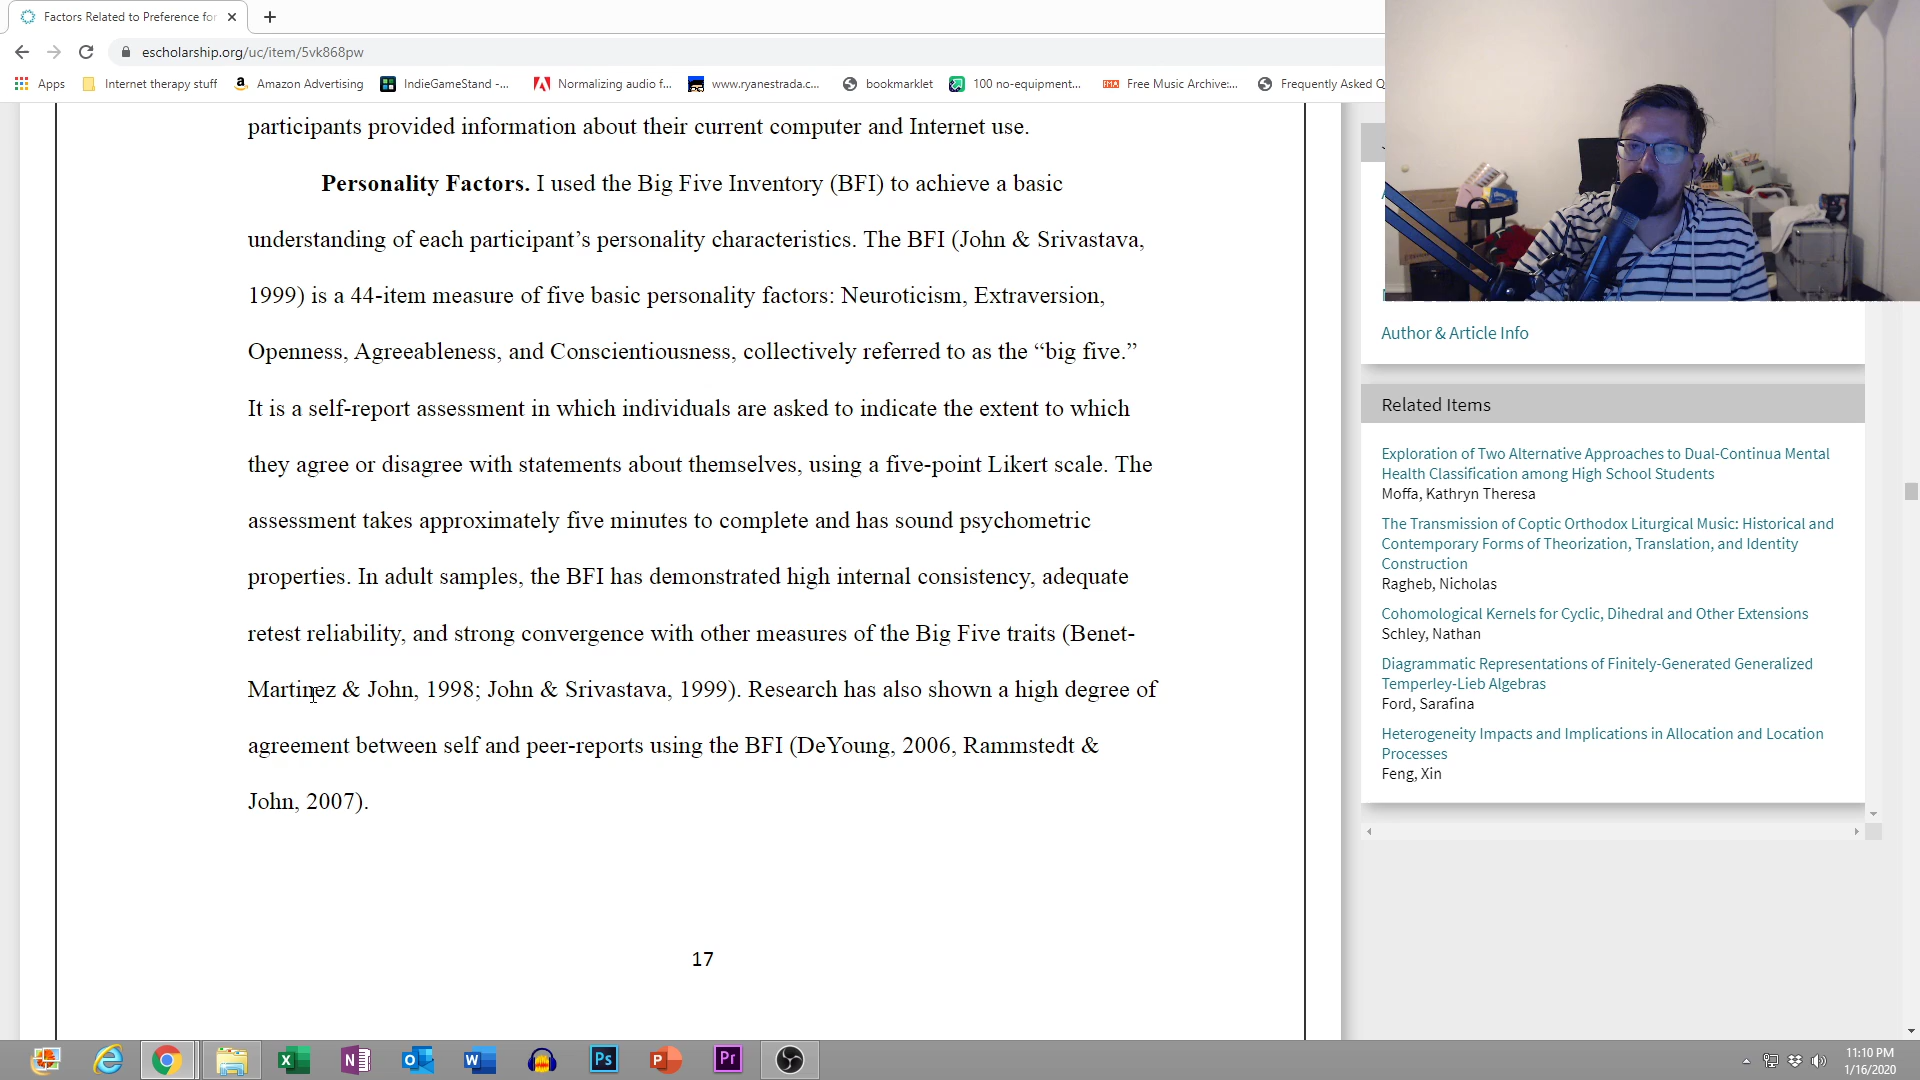 Factors Related to Preference for
escholarship.org/uc/item/5vk868pw
Apps
Internet therapy stuff
Amazon Advertising
IndieGameStand -...
Normalizing audio f...
www.ryanestrada.c...
bookmarklet
100 no-equipment...
Free Music Archive:...
Frequently Asked Q
participants provided information about their current computer and Internet use.
Personality Factors. I used the Big Five Inventory (BFI) to achieve a basic
understanding of each participant’s personality characteristics. The BFI (John & Srivastava,
1999) is a 44-item measure of five basic personality factors: Neuroticism, Extraversion,
Openness, Agreeableness, and Conscientiousness, collectively referred to as the “big five.”
It is a self-report assessment in which individuals are asked to indicate the extent to which
they agree or disagree with statements about themselves, using a five-point Likert scale. The
assessment takes approximately five minutes to complete and has sound psychometric
properties. In adult samples, the BFI has demonstrated high internal consistency, adequate
retest reliability, and strong convergence with other measures of the Big Five traits (Benet-
Martinez & John, 1998; John & Srivastava, 1999). Research has also shown a high degree of
agreement between self and peer-reports using the BFI (DeYoung, 2006, Rammstedt &
John, 2007).
17
Author & Article Info
Related Items
Exploration of Two Alternative Approaches to Dual-Continua Mental
Health Classification among High School Students
Moffa, Kathryn Theresa
The Transmission of Coptic Orthodox Liturgical Music: Historical and
Contemporary Forms of Theorization, Translation, and Identity
Construction
Ragheb, Nicholas
Cohomological Kernels for Cyclic, Dihedral and Other Extensions
Schley, Nathan
Diagrammatic Representations of Finitely-Generated Generalized
Temperley-Lieb Algebras
Ford, Sarafina
Heterogeneity Impacts and Implications in Allocation and Location
Processes
Feng, Xin
11:10 PM
1/16/2020